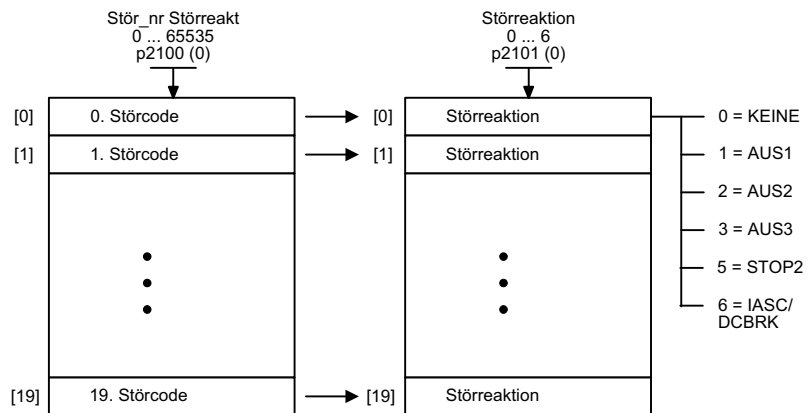 Stör_nr Störreakt
0 ... 65535
p2100 (0)
Störreaktion
0 ... 6
p2101 (0)
[0] 0. Störcode [0] Störreaktion 0 = KEINE
[1] 1. Störcode [1] Störreaktion 1 = AUS1
2 = AUS2
3 = AUS3
5 = STOP2
6 = IASC/
DCBRK
[19] 19. Störcode [19] Störreaktion